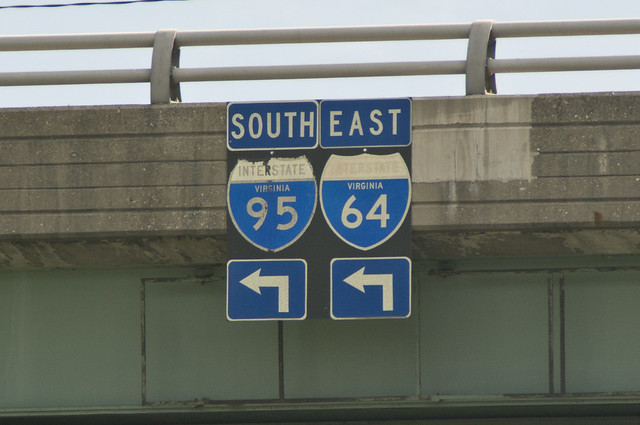 SOUTH
INTERSTATE
VIRGINIA
95
EAST
INTERSTATE
VIRGINIA
64